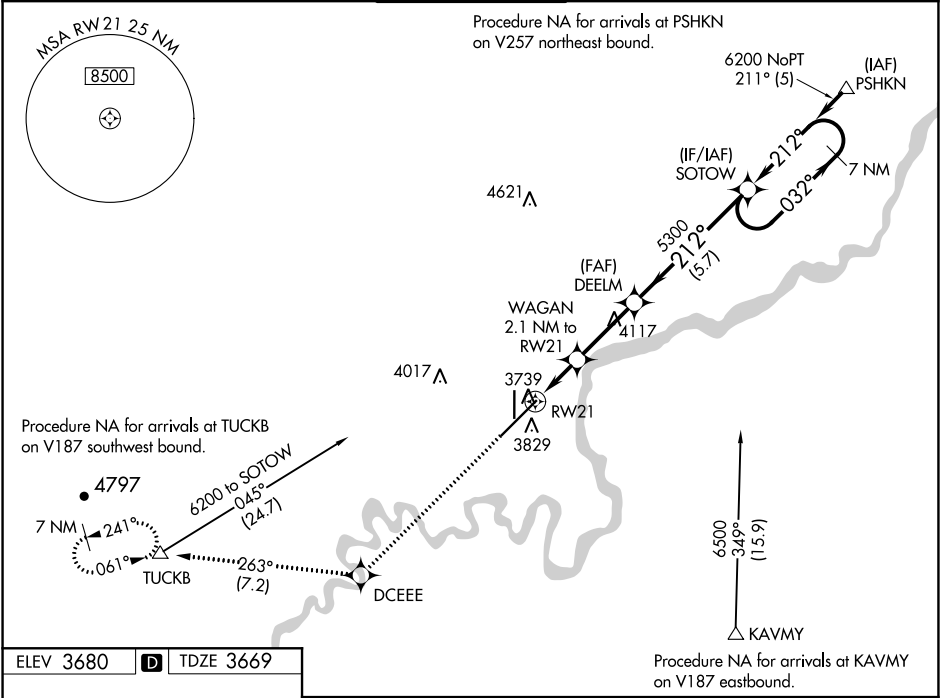 MSA RW 21 25 NM
8500
Procedure NA for arrivals at PSHKN
on V257 northeast bound.
6200 NoPT
211° (5)
(IAF)
PSHKN
212°
7 NM
032°
(IF/IAF)
SOTOW
4621
5300
212°
(5.7)
(FAF)
DEELM
4117
WAGAN
2.1 NM to
RW21
4017
3739
RW21
3829
Procedure NA for arrivals at TUCKB
on V187 southwest bound.
6200 to SOTOW
045°
(24.7)
4797
7 NM
241°
061°
TUCKB
263°
(7.2)
DCEEE
6500
349°
(15.9)
KAVMY
Procedure NA for arrivals at KAVMY
on V187 eastbound.
ELEV 3680 D TDZE 3669